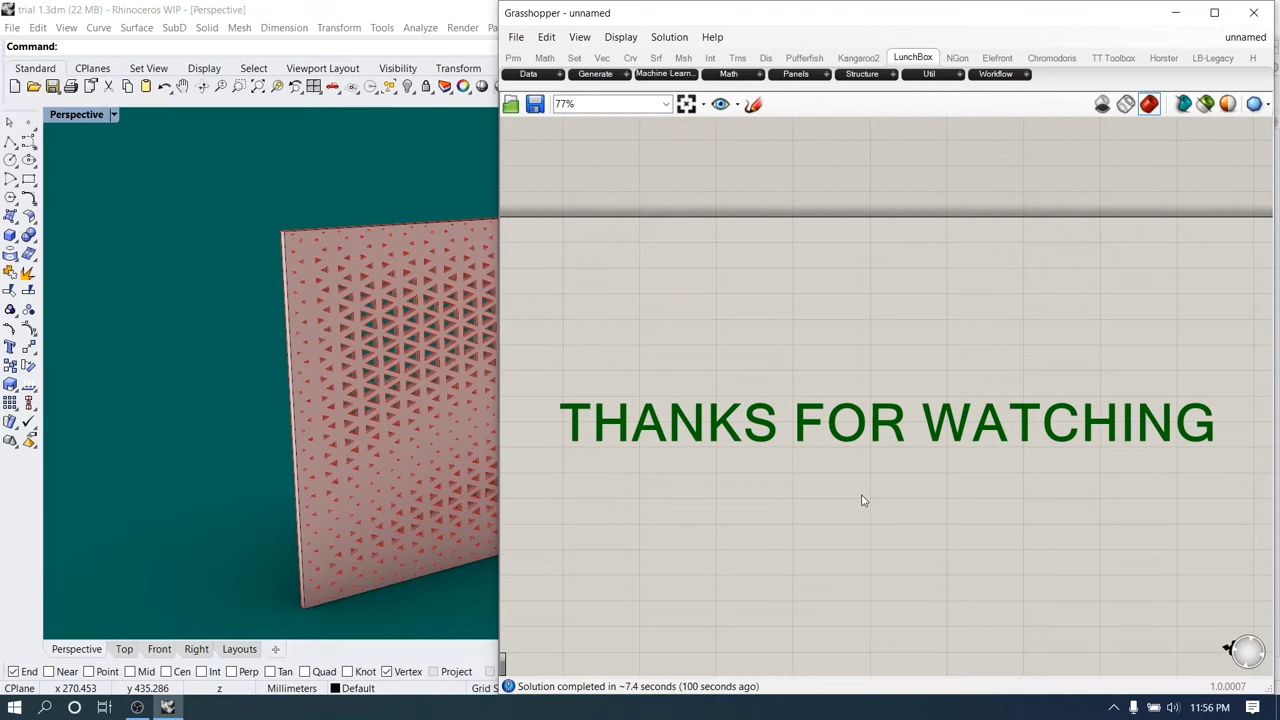 trial 1.3dm (22 MB) - Rhinoceros WIP - [Perspective]
File Edit View Curve Surface SubD Solid Mesh Dimension Transform Tools Analyze Render
Command:
Standard CPlanes Set View Display Select Viewport Layout Visibility Transform
Perspective
Perspective Top Front Right Layouts
End Near Point Mid Cen Int Perp Tan Quad Knot Vertex Project
CPlane x 270.453 y 435.286 z Millimeters Default Grid S
Grasshopper - unnamed
File Edit View Display Solution Help unnamed
Prm Math Set Vec Crv Srf Msh Int Trns Dis Pufferfish Kangaroo2 LunchBox NGon Elefront Chromodoris TT Toolbox Horster LB-Legacy H
Data Generate Machine Learn... Math Panels Structure Util Workflow
77%
THANKS FOR WATCHING
Solution completed in ~7.4 seconds (100 seconds ago) 1.0.0007
11:56 PM